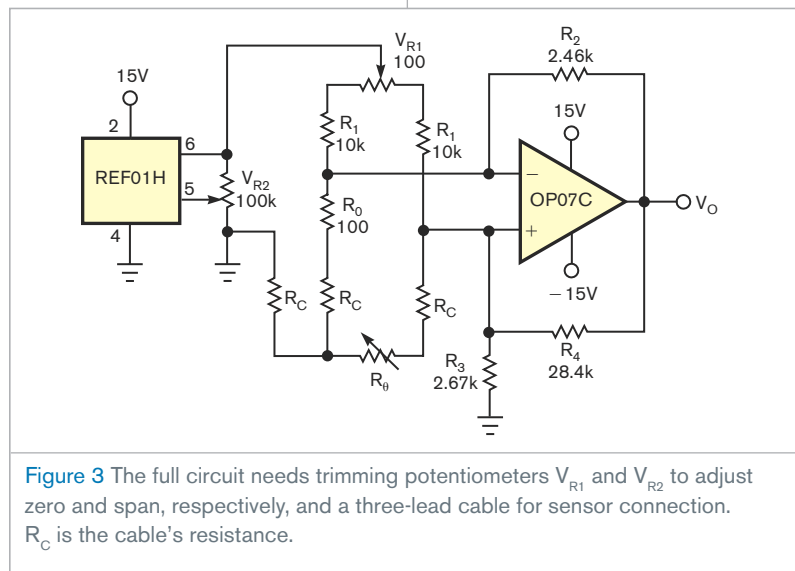 15V
2
REF01H
6
5
4
VR2
100k
VR1
100
R1
10k
R1
10k
R0
100
RC
RC
RC
Rθ
R2
2.46k
15V
−
OP07C
+
VO
−15V
R3
2.67k
R4
28.4k
Figure 3 The full circuit needs trimming potentiometers VR1 and VR2 to adjust
zero and span, respectively, and a three-lead cable for sensor connection.
RC is the cable's resistance.